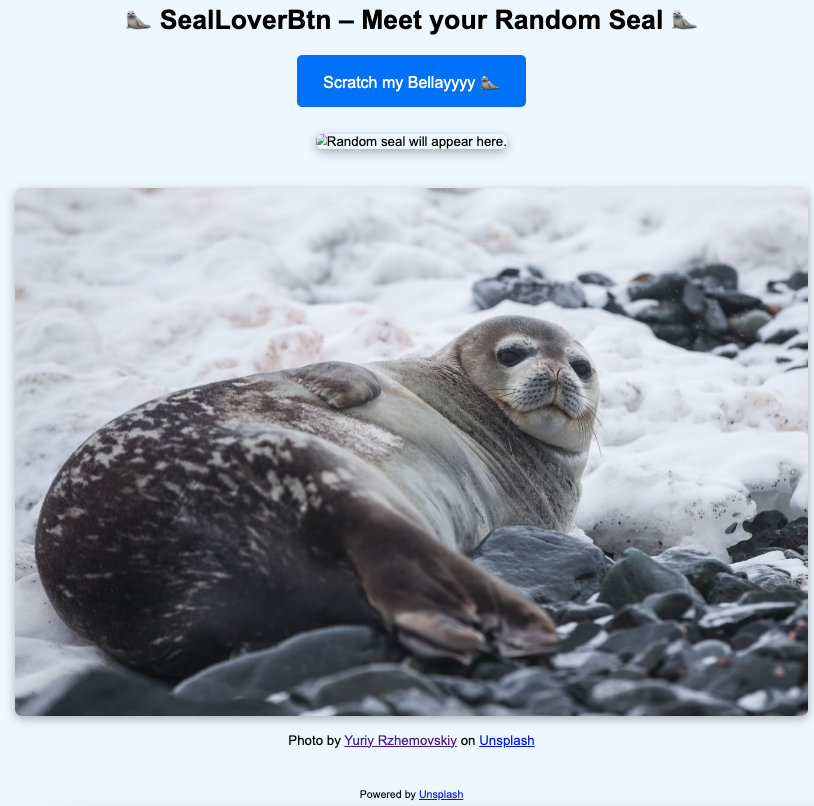 🦭 SealLoverBtn – Meet your Random Seal 🦭
Scratch my Bellayyyy 🦭
Random seal will appear here.
Photo by Yuriy Rzhemovskiy on Unsplash
Powered by Unsplash